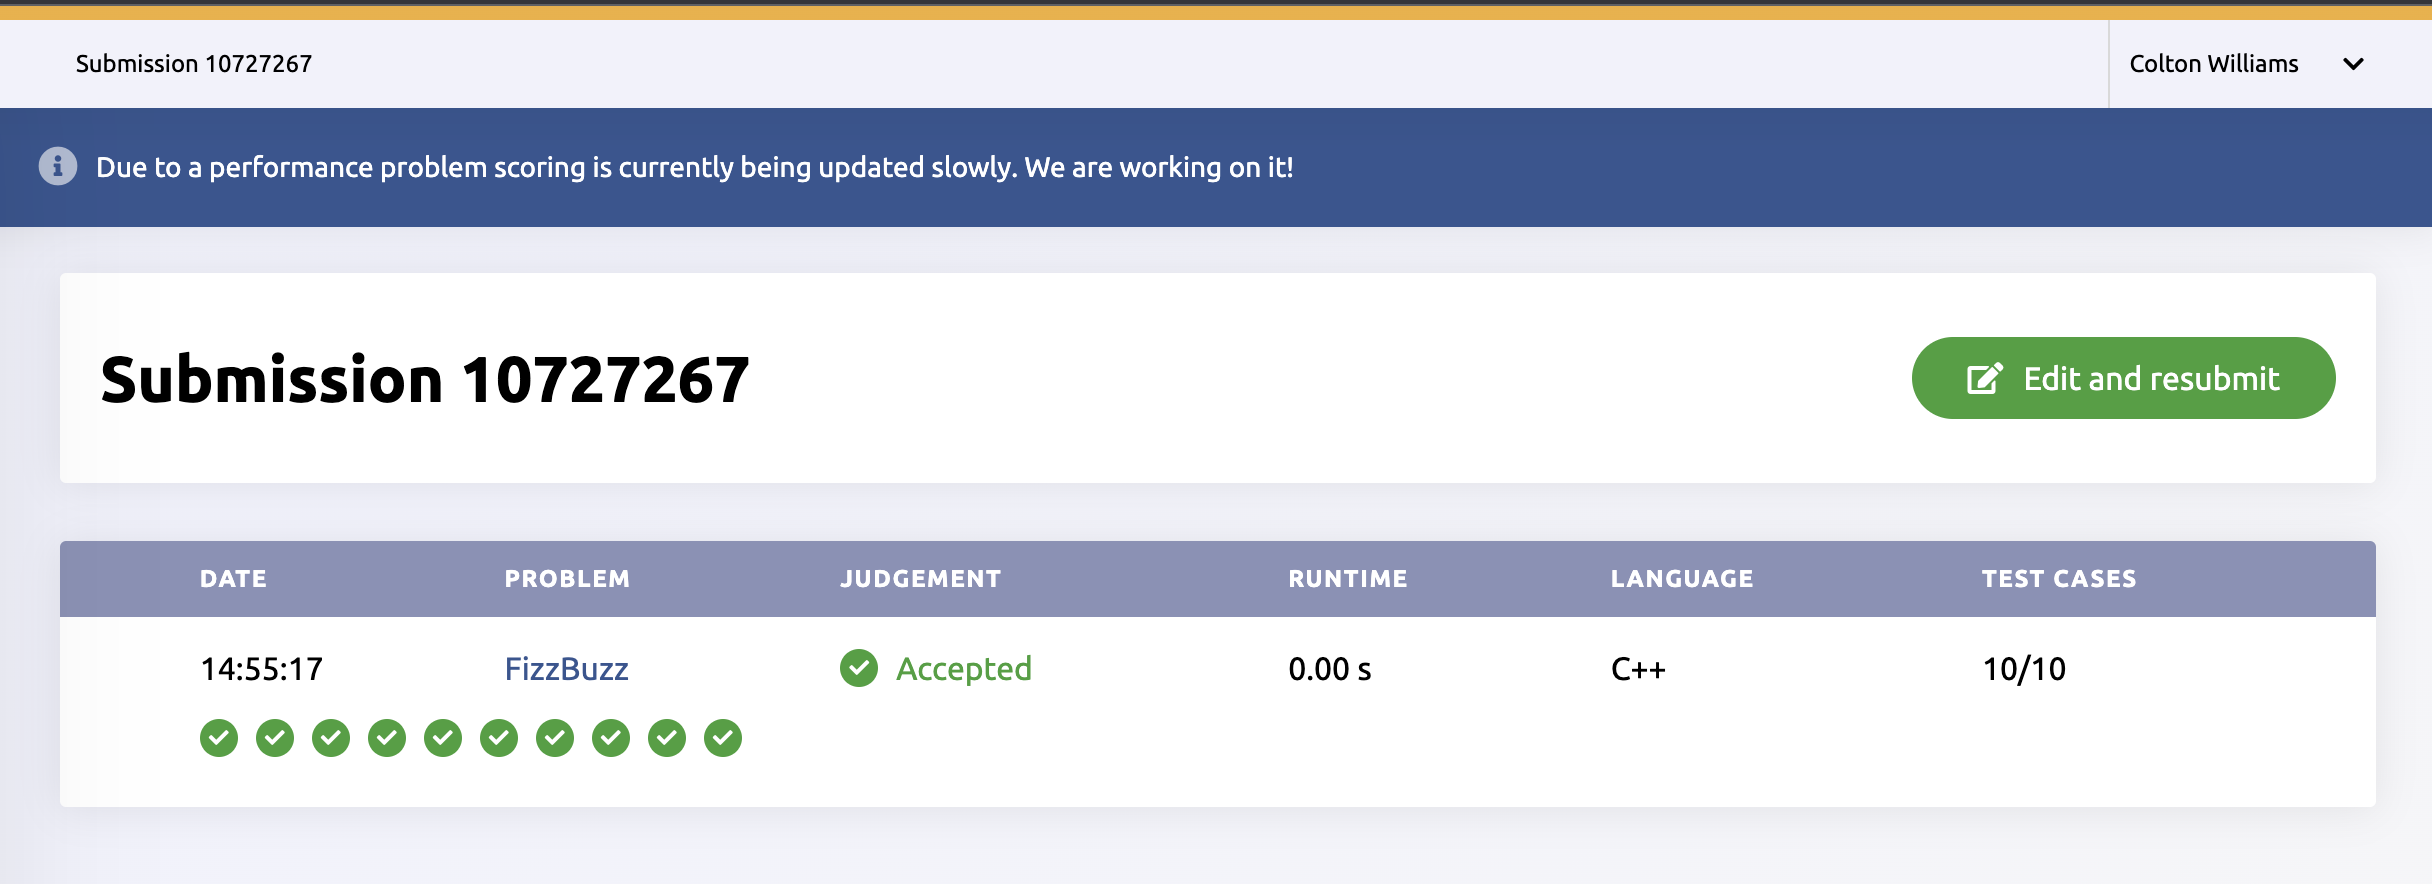 Submission 10727267
Colton Williams
Due to a performance problem scoring is currently being updated slowly. We are working on it!
Submission 10727267
Edit and resubmit
DATE PROBLEM JUDGEMENT RUNTIME LANGUAGE TEST CASES
14:55:17 FizzBuzz Accepted 0.00 s C++ 10/10